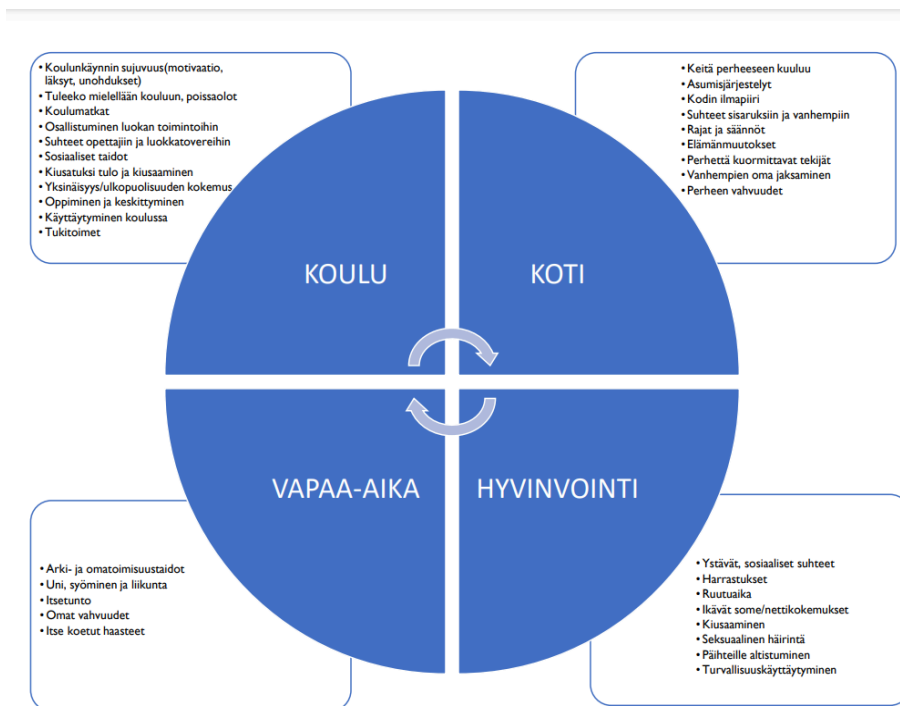 • Koulunkäynnin sujuvuus(motivaatio,
läksyt, unohdukset)
• Tuleeko mielellään kouluun, poissaolot
• Koulumatkat
• Osallistuminen luokan toimintoihin
• Suhteet opettajiin ja luokkatovereihin
• Sosiaaliset taidot
• Kiusatuksi tulo ja kiusaaminen
• Yksinäisyys/ulkopuolisuuden kokemus
• Oppiminen ja keskittyminen
• Käyttäytyminen koulussa
• Tukitoimet
• Keitä perheeseen kuuluu
• Asumisjärjestelyt
• Kodin ilmapiiri
• Suhteet sisaruksiin ja vanhempiin
• Rajat ja säännöt
• Elämänmuutokset
• Perhettä kuormittavat tekijät
• Vanhempien oma jaksaminen
• Perheen vahvuudet
KOULU
KOTI
VAPAA-AIKA
HYVINVOINTI
• Arki- ja omatoimisuustaidot
• Uni, syöminen ja liikunta
• Itsetunto
• Omat vahvuudet
• Itse koetut haasteet
• Ystävät, sosiaaliset suhteet
• Harrastukset
• Ruutuaika
• Ikävät some/nettikokemukset
• Kiusaaminen
• Seksuaalinen häirintä
• Päihteille altistuminen
• Turvallisuuskäyttäytyminen